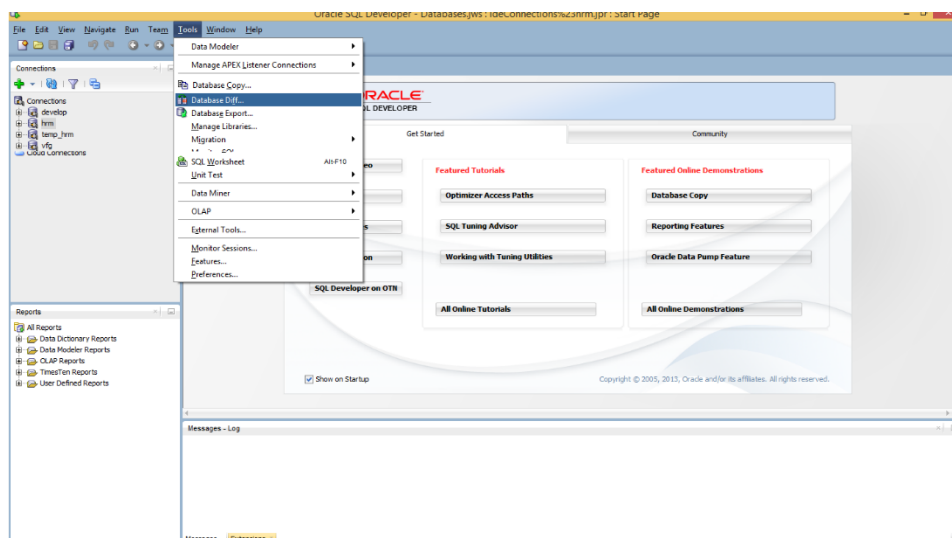 Oracle SQL Developer - Databases.jws : IdeConnections%23hrm.jpr : Start Page
File Edit View Navigate Run Team Tools Window Help
Data Modeler
Manage APEX Listener Connections
Database Copy...
Database Diff...
Database Export...
Manage Libraries...
Migration
SQL Worksheet Alt-F10
Unit Test
Data Miner
OLAP
External Tools...
Monitor Sessions...
Features...
Preferences...
Connections
Connections
develop
hrm
temp_hrm
vfg
Cloud Connections
RACLE
QL DEVELOPER
Get Started
Community
eo
s
on
SQL Developer on OTN
Featured Tutorials
Optimizer Access Paths
SQL Tuning Advisor
Working with Tuning Utilities
All Online Tutorials
Featured Online Demonstrations
Database Copy
Reporting Features
Oracle Data Pump Feature
All Online Demonstrations
Show on Startup
Copyright © 2005, 2013, Oracle and/or its affiliates. All rights reserved.
Reports
All Reports
Data Dictionary Reports
Data Modeler Reports
OLAP Reports
TimesTen Reports
User Defined Reports
Messages - Log